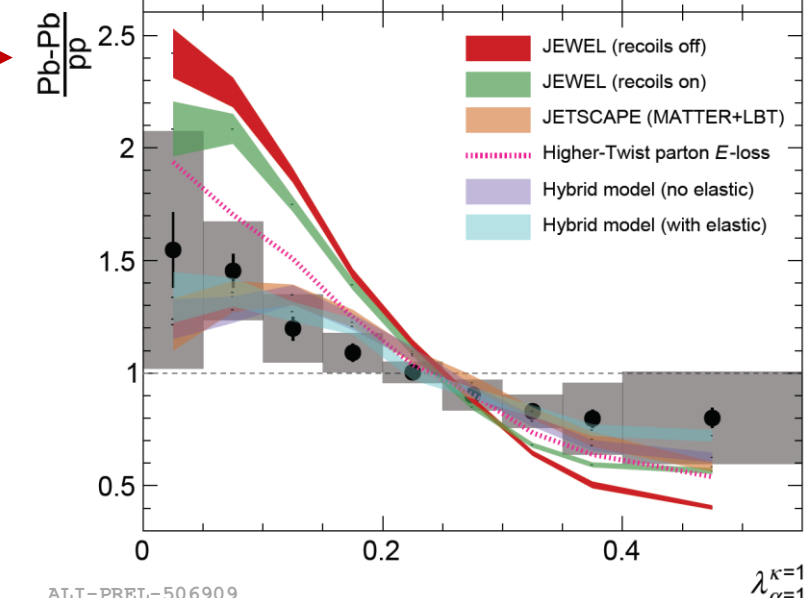 Pb-Pb
pp
2.5
2
1.5
1
0.5
0
0.2
0.4
JEWEL (recoils off)
JEWEL (recoils on)
JETSCAPE (MATTER+LBT)
Higher-Twist parton E-loss
Hybrid model (no elastic)
Hybrid model (with elastic)
λ^{κ=1}_{α=1}
ALI-PREL-506909